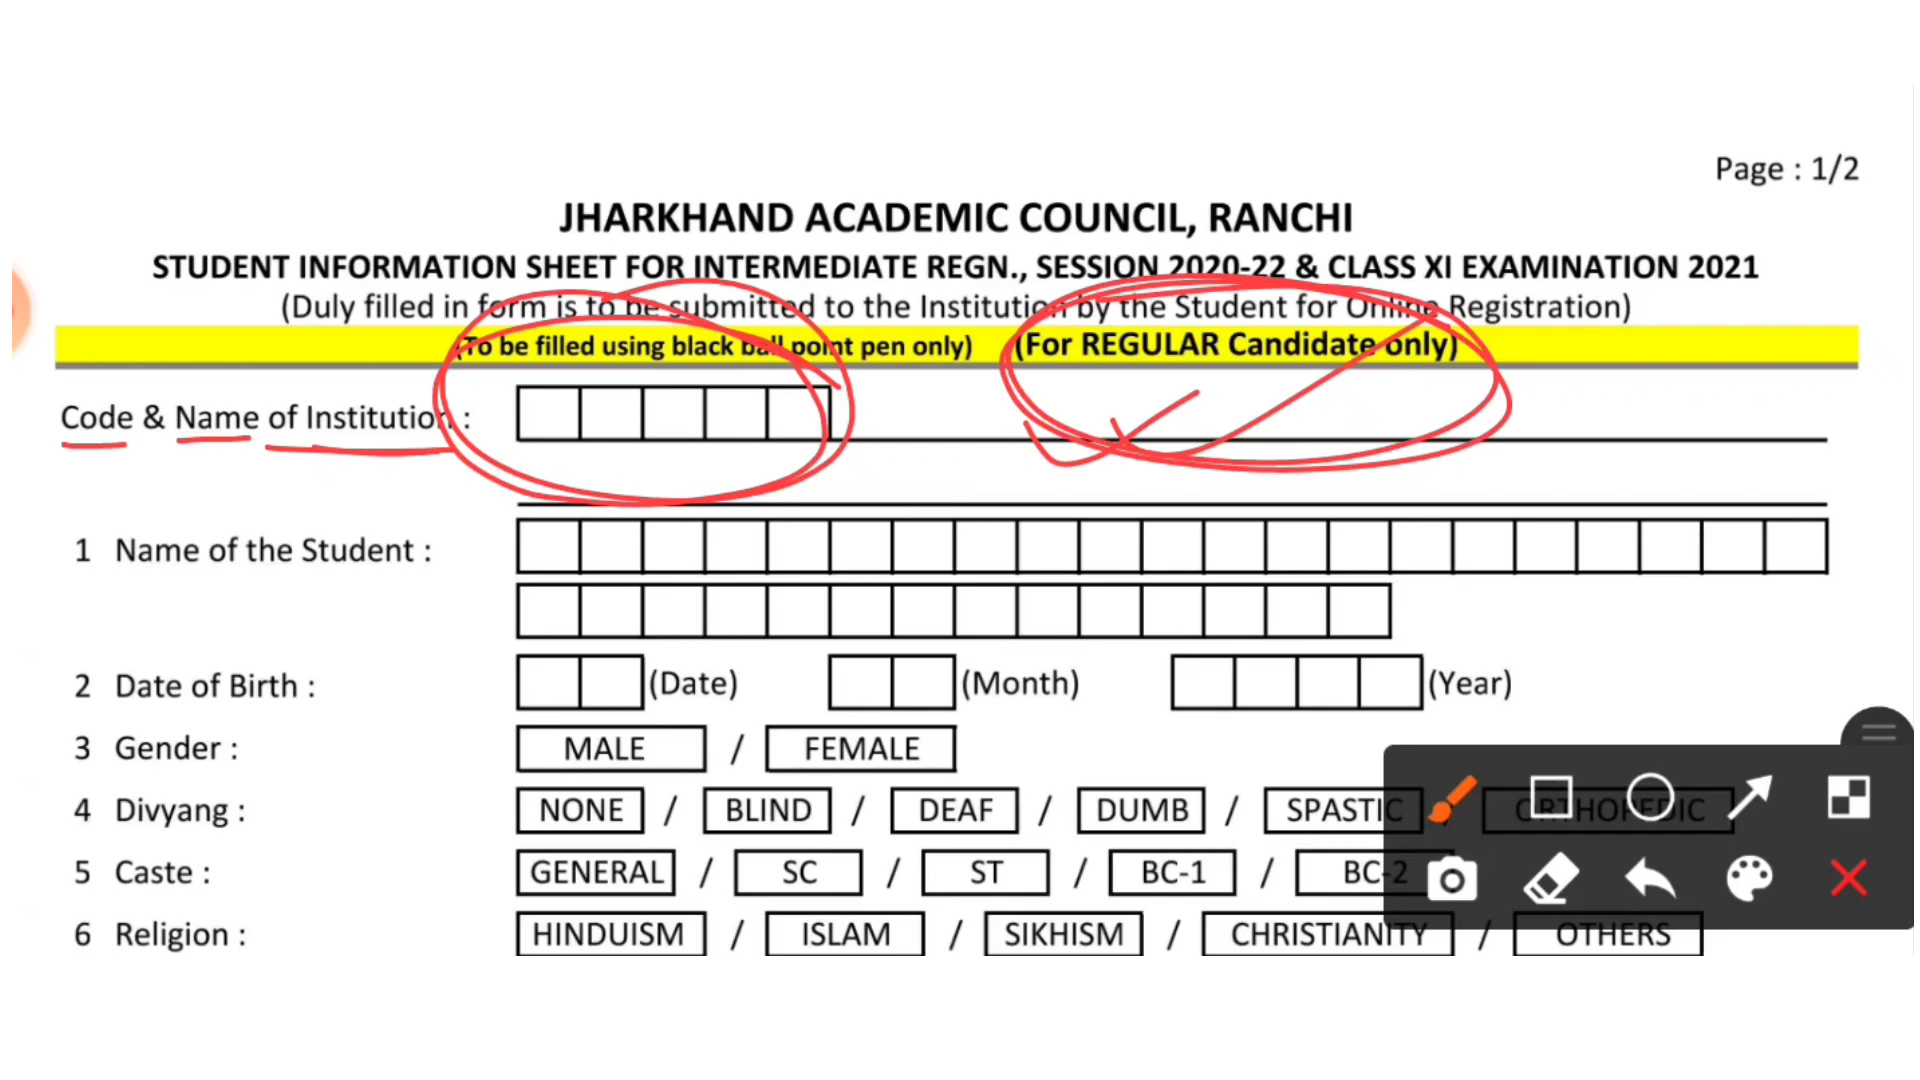 Page : 1/2
JHARKHAND ACADEMIC COUNCIL, RANCHI
STUDENT INFORMATION SHEET FOR INTERMEDIATE REGN., SESSION 2020-22 & CLASS XI EXAMINATION 2021
(Duly filled in form is to be submitted to the Institution by the Student for Online Registration)
(To be filled using black ball point pen only) (For REGULAR Candidate only)
Code & Name of Institution :
1 Name of the Student :
2 Date of Birth : (Date) (Month) (Year)
3 Gender : MALE / FEMALE
4 Divyang : NONE / BLIND / DEAF / DUMB / SPASTIC / ORTHOPEDIC
5 Caste : GENERAL / SC / ST / BC-1 / BC-2
6 Religion : HINDUISM / ISLAM / SIKHISM / CHRISTIANITY / OTHERS